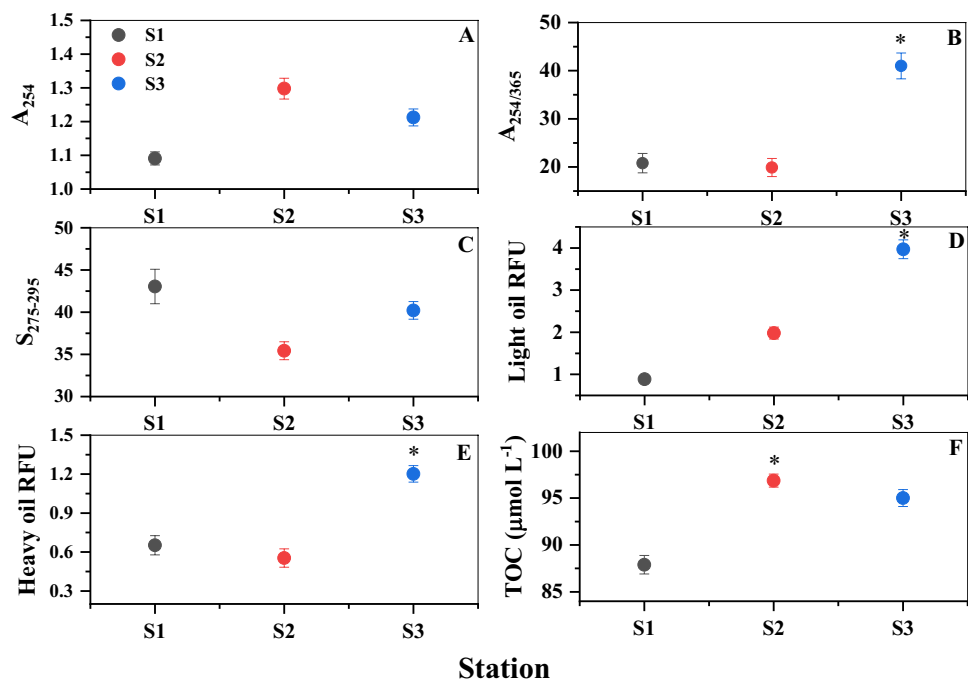 A
1.5
1.4
1.3
1.2
1.1
1.0
A254
S1
S2
S3
S1 S2 S3
B
50
40
30
20
A254/365
*
S1 S2 S3
C
50
45
40
35
30
S275-295
S1 S2 S3
D
4
3
2
1
Light oil RFU
*
S1 S2 S3
E
1.5
1.2
0.9
0.6
0.3
Heavy oil RFU
*
S1 S2 S3
F
100
95
90
85
TOC (μmol L-1)
*
S1 S2 S3
Station